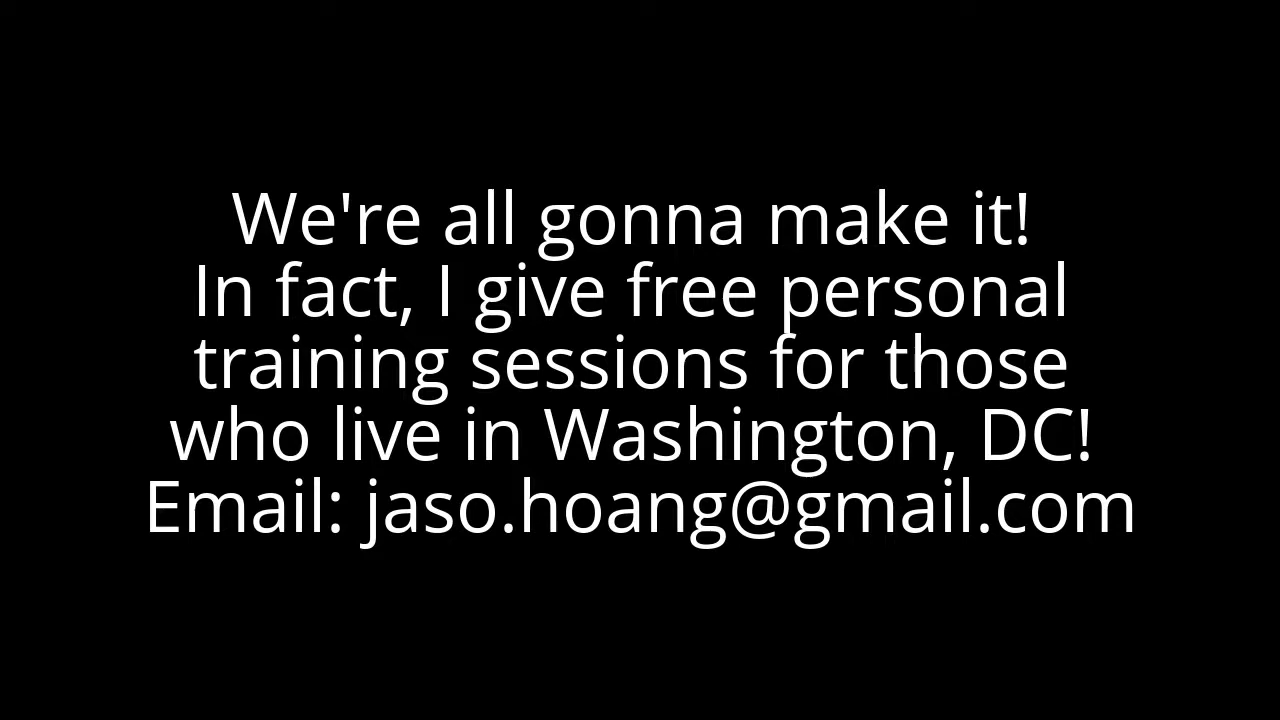 We're all gonna make it!
In fact, I give free personal
training sessions for those
who live in Washington, DC!
Email: jaso.hoang@gmail.com